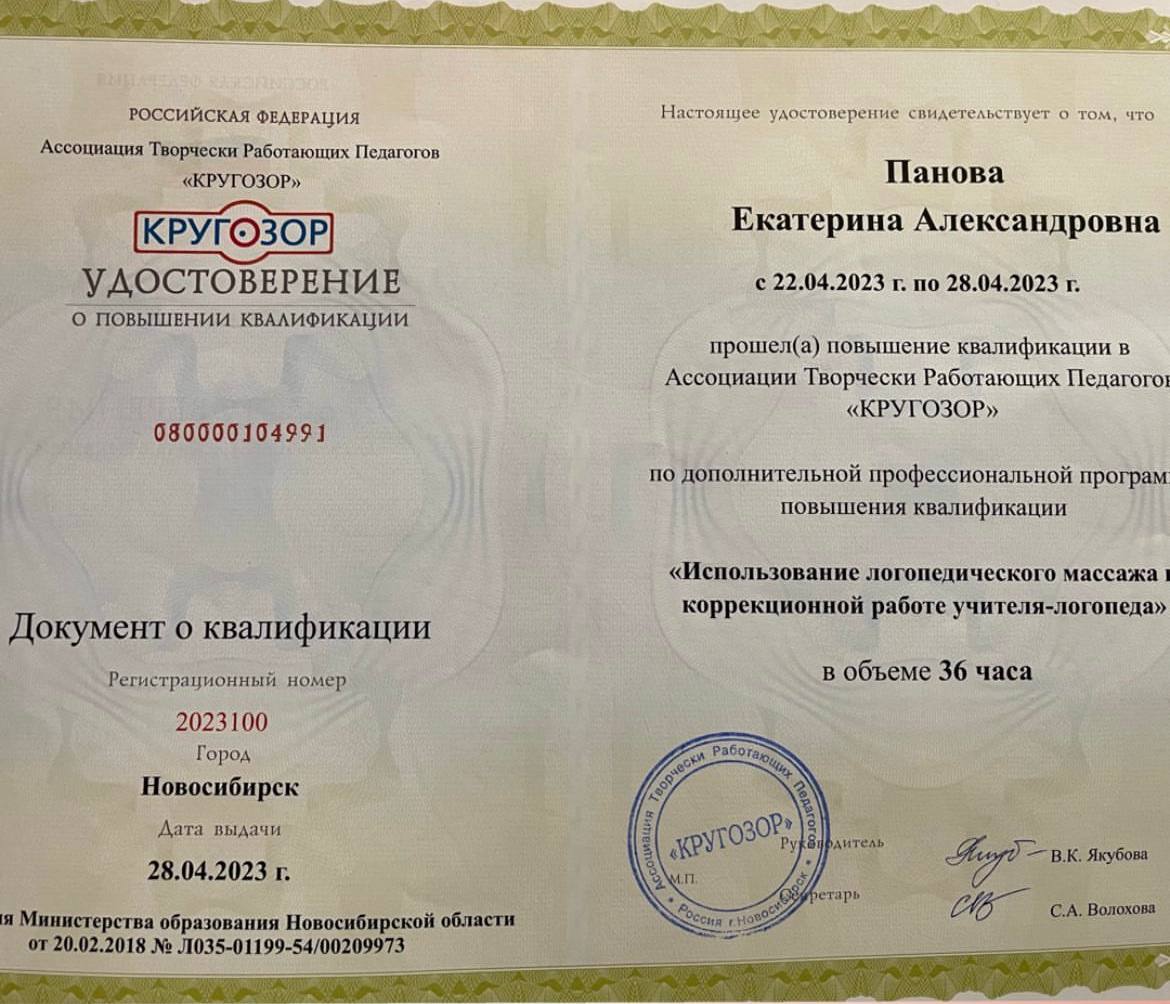 РОССИЙСКАЯ ФЕДЕРАЦИЯ
Ассоциация Творчески Работающих Педагогов
«КРУГОЗОР»
КРУГОЗОР
УДОСТОВЕРЕНИЕ
О ПОВЫШЕНИИ КВАЛИФИКАЦИИ
080000104991
Документ о квалификации
Регистрационный номер
2023100
Город
Новосибирск
Дата выдачи
28.04.2023 г.
Министерства образования Новосибирской области
от 20.02.2018 № Л035-01199-54/00209973
Настоящее удостоверение свидетельствует о том, что
Панова
Екатерина Александровна
с 22.04.2023 г. по 28.04.2023 г.
прошел(а) повышение квалификации в
Ассоциации Творчески Работающих Педагогов
«КРУГОЗОР»
по дополнительной профессиональной програм
повышения квалификации
«Использование логопедического массажа
коррекционной работе учителя-логопеда»
в объеме 36 часа
Ассоциация Творчески Работающих Педагогов
«КРУГОЗОР»
Россия г.Новосибирск
М.П.
Руководитель
В.К. Якубова
Секретарь
С.А. Волохова